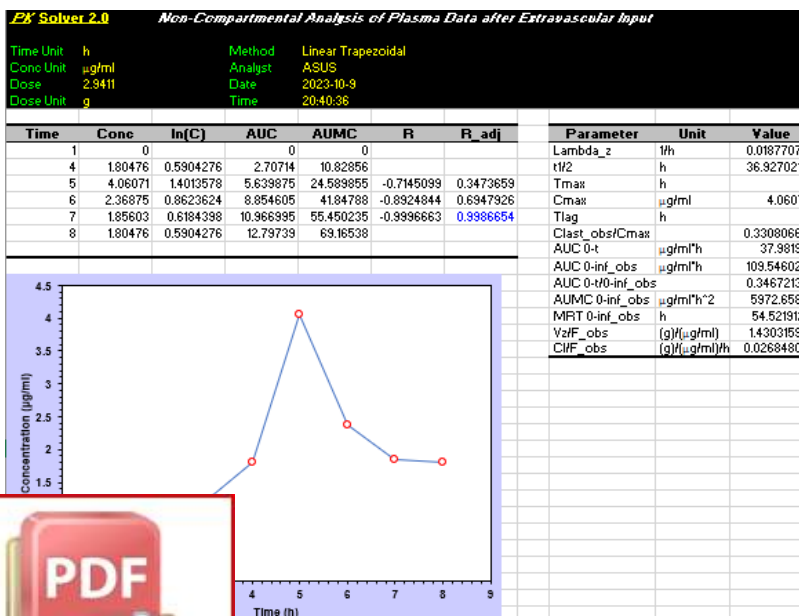 PK Solver 2.0 Non-Compartmental Analysis of Plasma Data after Extravascular Input
Time Unit h Method Linear Trapezoidal
Conc Unit µg/ml Analyst ASUS
Dose 2.9411 Date 2023-10-9
Dose Unit g Time 20:40:36
Time Conc ln(C) AUC AUMC R R_adj
1 0 0 0
4 1.80476 0.5904276 2.70714 10.82856
5 4.06071 1.4013578 5.639875 24.589855 -0.7145099 0.3473659
6 2.36875 0.8623624 8.854605 41.84788 -0.8924844 0.6947926
7 1.85603 0.6184398 10.966995 55.450235 -0.9996663 0.9986654
8 1.80476 0.5904276 12.79739 69.16538
Parameter Unit Value
Lambda_z 1/h 0.0187707
t1/2 h 36.92702
Tmax h
Cmax µg/ml 4.0607
Tlag h
Clast_obs/Cmax 0.3308066
AUC 0-t µg/ml*h 37.9819
AUC 0-inf_obs µg/ml*h 109.54602
AUC 0-t/0-inf_obs 0.3467213
AUMC 0-inf_obs µg/ml*h^2 5972.658
MRT 0-inf_obs h 54.52191
Vz/F_obs (g)/(µg/ml) 1.4303159
Cl/F_obs (g)/(µg/ml)/h 0.0268480
4.5
4
3.5
3
2.5
2
1.5
Concentration (µg/ml)
4 5 6 7 8 9
Time (h)
PDF